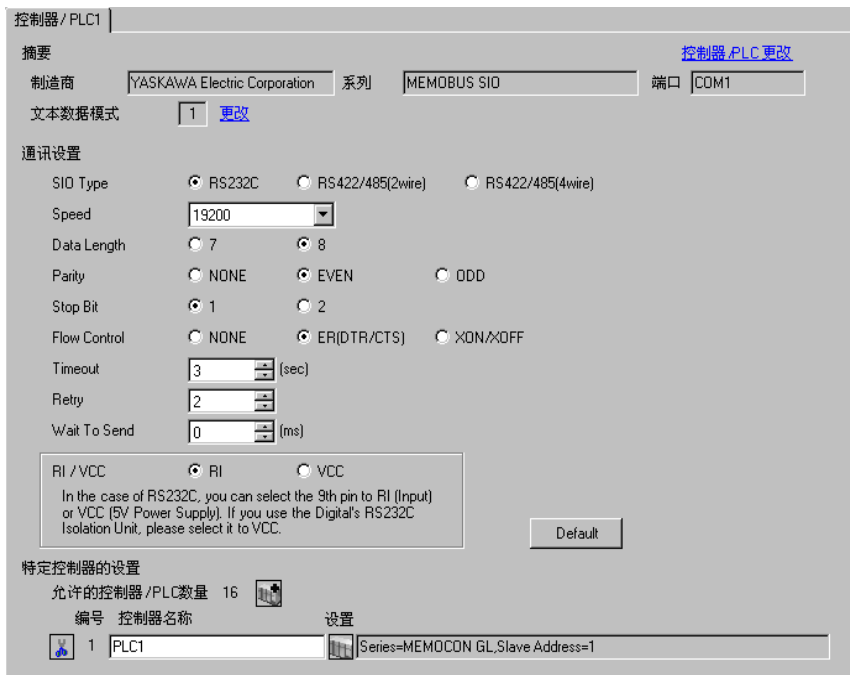 控制器/PLC1
摘要 控制器/PLC更改
制造商 YASKAWA Electric Corporation 系列 MEMOBUS SIO 端口 COM1
文本数据模式 1 更改
通讯设置
SIO Type RS232C RS422/485(2wire) RS422/485(4wire)
Speed 19200
Data Length 7 8
Parity NONE EVEN ODD
Stop Bit 1 2
Flow Control NONE ER(DTR/CTS) XON/XOFF
Timeout 3 (sec)
Retry 2
Wait To Send 0 (ms)
RI / VCC RI VCC
In the case of RS232C, you can select the 9th pin to RI (Input)
or VCC (5V Power Supply). If you use the Digital's RS232C
Isolation Unit, please select it to VCC.
Default
特定控制器的设置
允许的控制器/PLC数量 16
编号 控制器名称 设置
1 PLC1 Series=MEMOCON GL,Slave Address=1